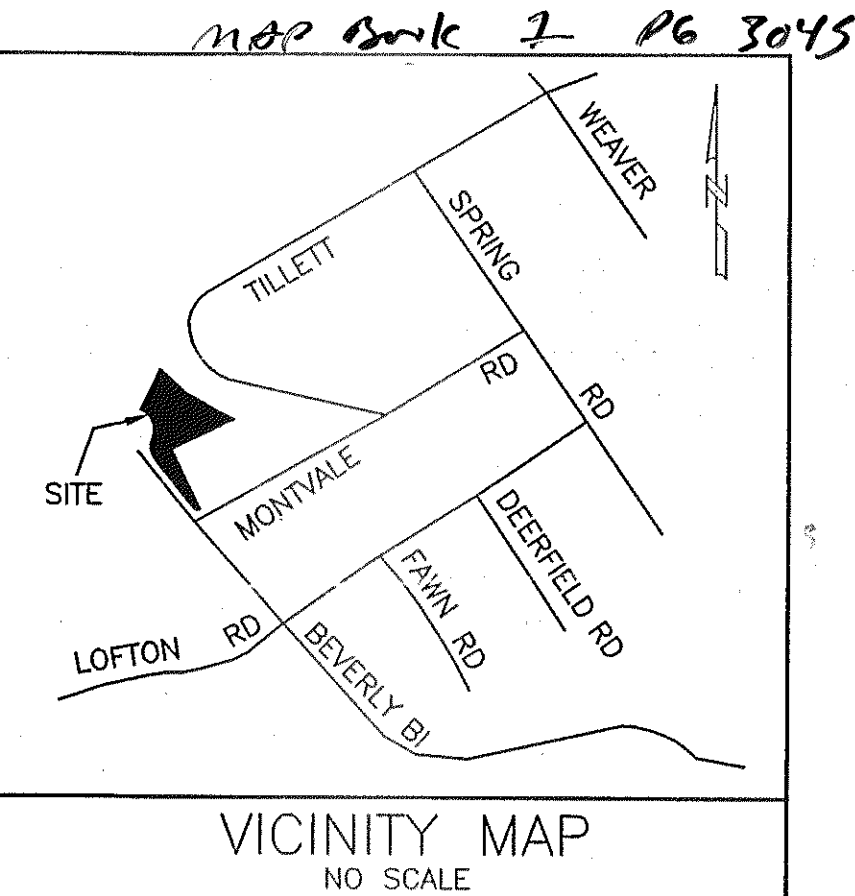 MAP Book 1 PG 3045
WEAVER
N
SPRING
RD
TILLETT
MONTVALE
RD
SITE
DEERFIELD RD
FAWN RD
LOFTON RD
BEVERLY Bl
VICINITY MAP
NO SCALE